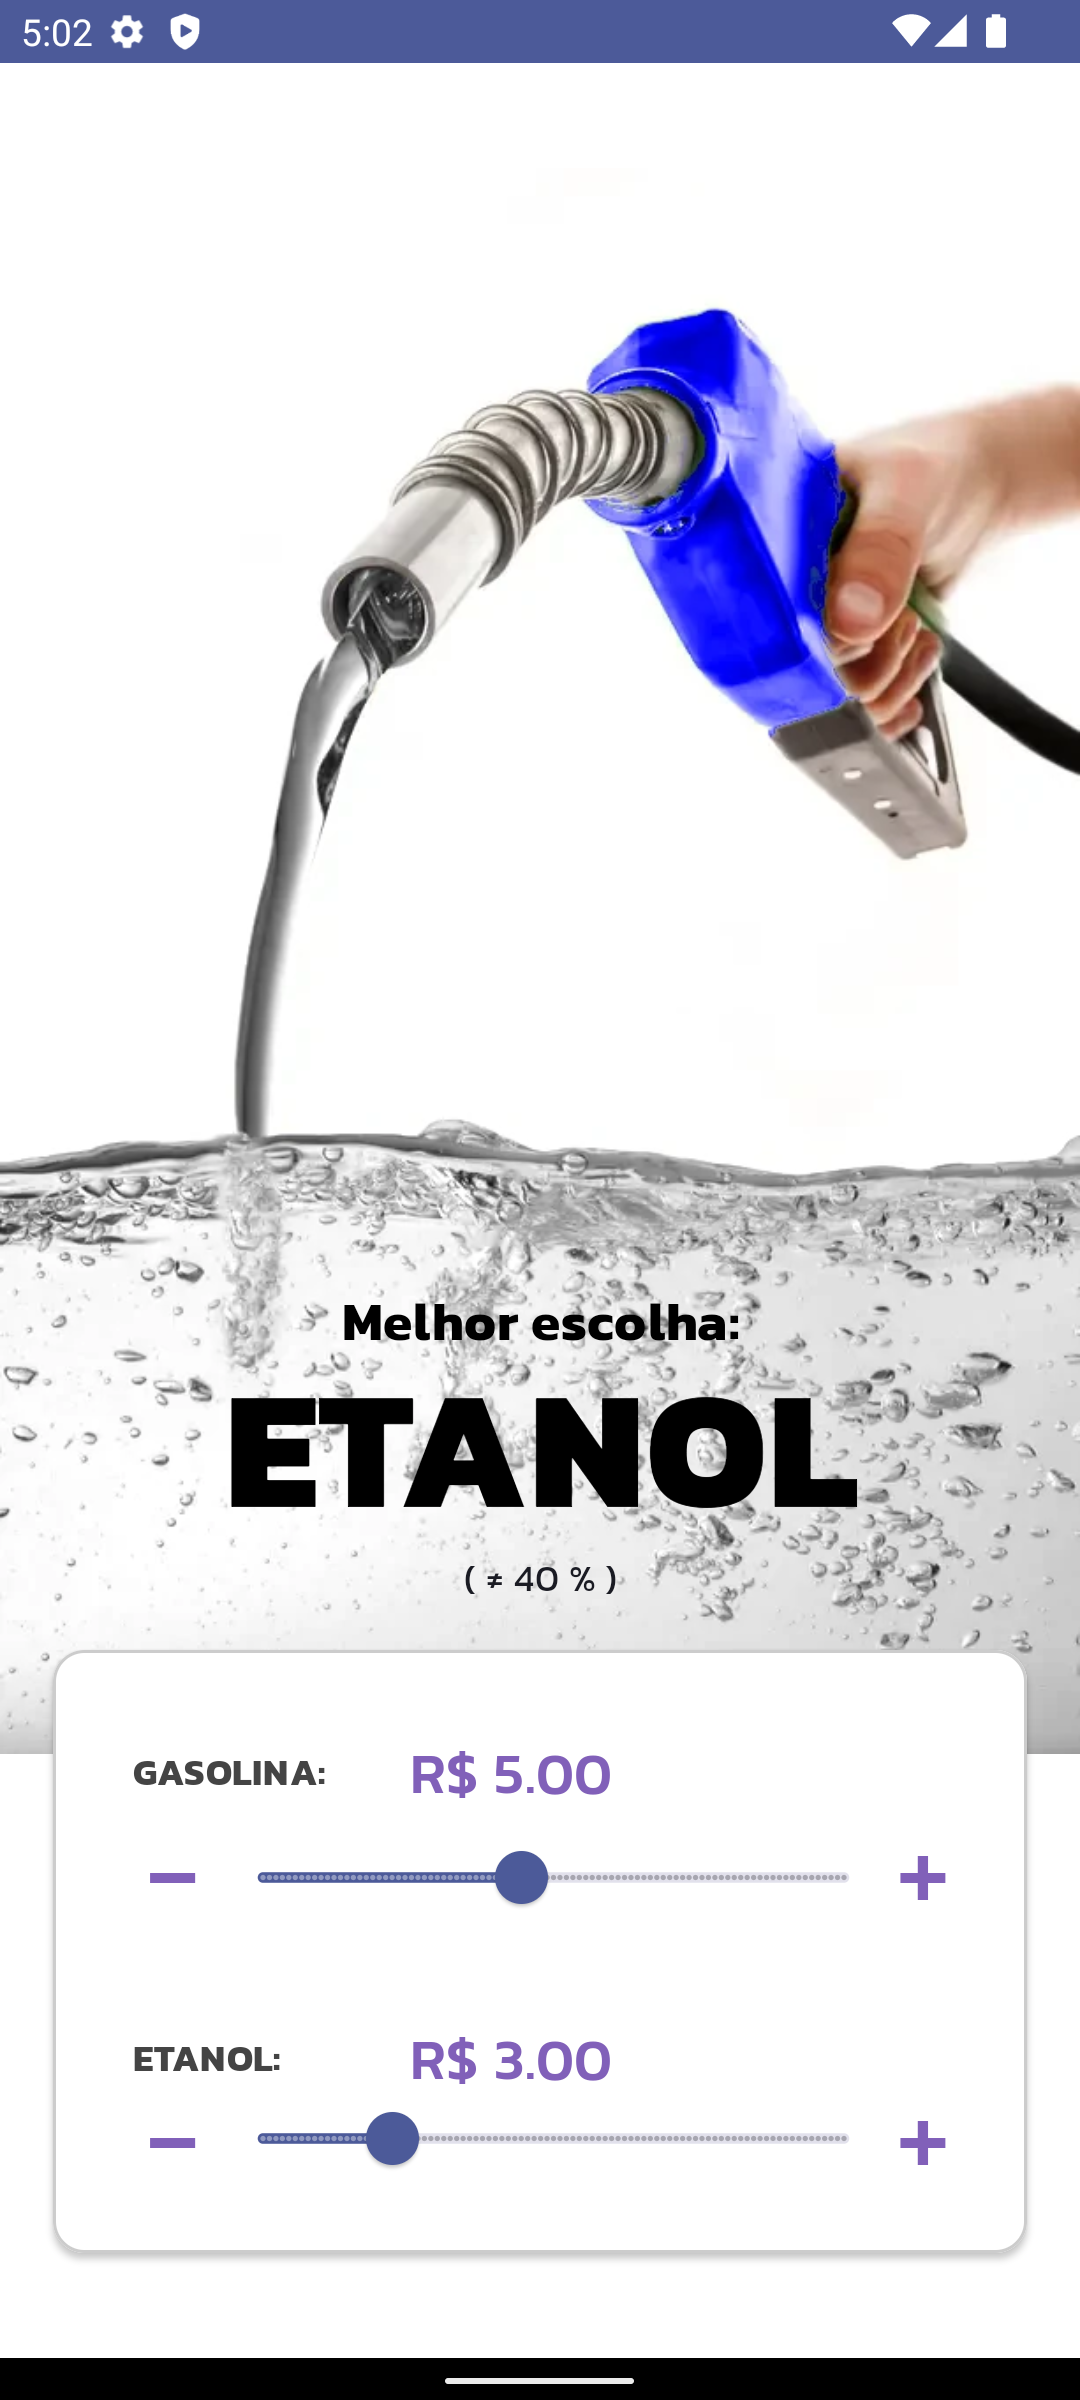 5:02
Melhor escolha:
ETANOL
( ≠ 40 % )
GASOLINA: R$ 5.00
− +
ETANOL: R$ 3.00
− +